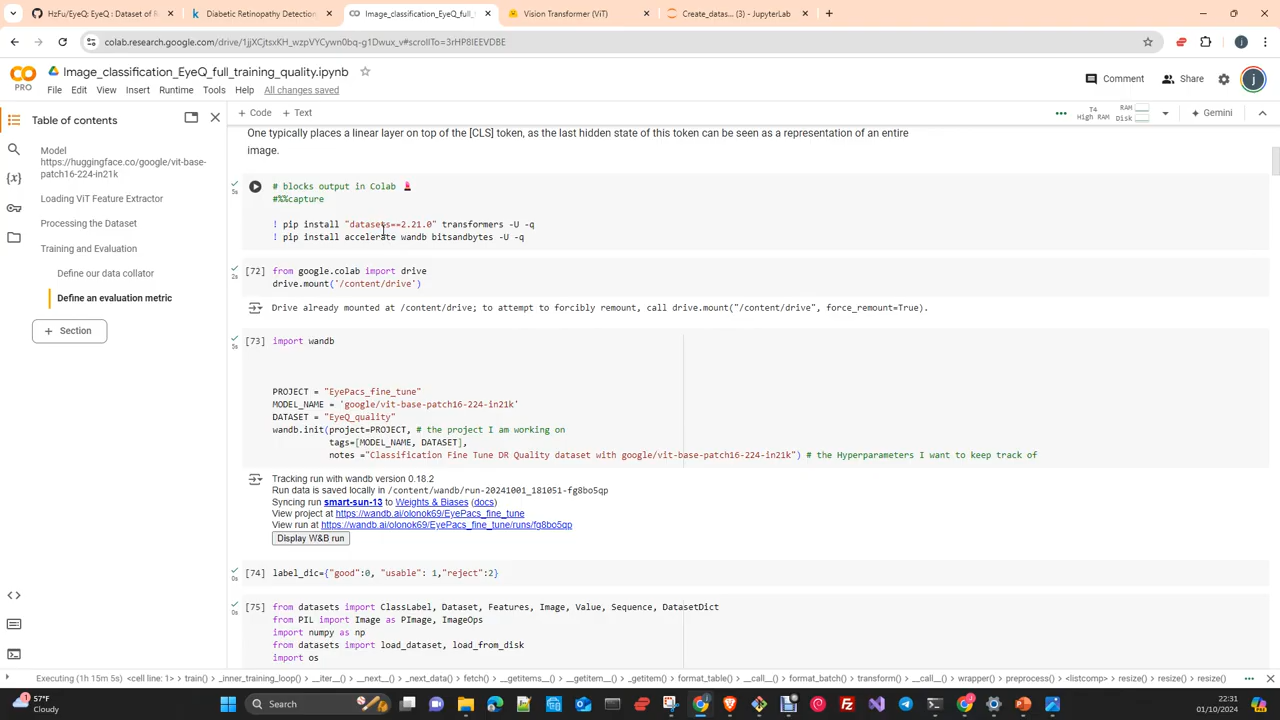 HzFu/EyeQ: EyeQ : Dataset of R
Diabetic Retinopathy Detection
Image_classification_EyeQ_full_t
Vision Transformer (ViT)
Create_datas... (3) - JupyterLab
colab.research.google.com/drive/1jjXCjtsxKH_wzpVYCywn0bq-g1Dwux_v#scrollTo=3rHP8IEEVDBE
j
PRO
Image_classification_EyeQ_full_training_quality.ipynb
File Edit View Insert Runtime Tools Help All changes saved
Comment Share j
Table of contents
+ Code + Text
T4
High RAM
RAM
Disk
Gemini
Model
https://huggingface.co/google/vit-base-
patch16-224-in21k
Loading ViT Feature Extractor
Processing the Dataset
Training and Evaluation
Define our data collator
Define an evaluation metric
+ Section
One typically places a linear layer on top of the [CLS] token, as the last hidden state of this token can be seen as a representation of an entire
image.
5s
# blocks output in Colab 💄
#%%capture
! pip install "datasets==2.21.0" transformers -U -q
! pip install accelerate wandb bitsandbytes -U -q
2s
[72] from google.colab import drive
drive.mount('/content/drive')
Drive already mounted at /content/drive; to attempt to forcibly remount, call drive.mount("/content/drive", force_remount=True).
5s
[73] import wandb
PROJECT = "EyePacs_fine_tune"
MODEL_NAME = 'google/vit-base-patch16-224-in21k'
DATASET = "EyeQ_quality"
wandb.init(project=PROJECT, # the project I am working on
tags=[MODEL_NAME, DATASET],
notes ="Classification Fine Tune DR Quality dataset with google/vit-base-patch16-224-in21k") # the Hyperparameters I want to keep track of
Tracking run with wandb version 0.18.2
Run data is saved locally in /content/wandb/run-20241001_181051-fg8bo5qp
Syncing run smart-sun-13 to Weights & Biases (docs)
View project at https://wandb.ai/olonok69/EyePacs_fine_tune
View run at https://wandb.ai/olonok69/EyePacs_fine_tune/runs/fg8bo5qp
Display W&B run
0s
[74] label_dic={"good":0, "usable": 1,"reject":2}
0s
[75] from datasets import ClassLabel, Dataset, Features, Image, Value, Sequence, DatasetDict
from PIL import Image as PImage, ImageOps
import numpy as np
from datasets import load_dataset, load_from_disk
import os
Executing (1h 15m 5s) <cell line: 1> train() _inner_training_loop() __iter__() __next__() _next_data() fetch() __getitems__() __getitem__() _getitem() format_table() __call__() format_batch() transform() __call__() wrapper() preprocess() <listcomp> resize() resize() resize()
57°F
Cloudy
Search
22:31
01/10/2024